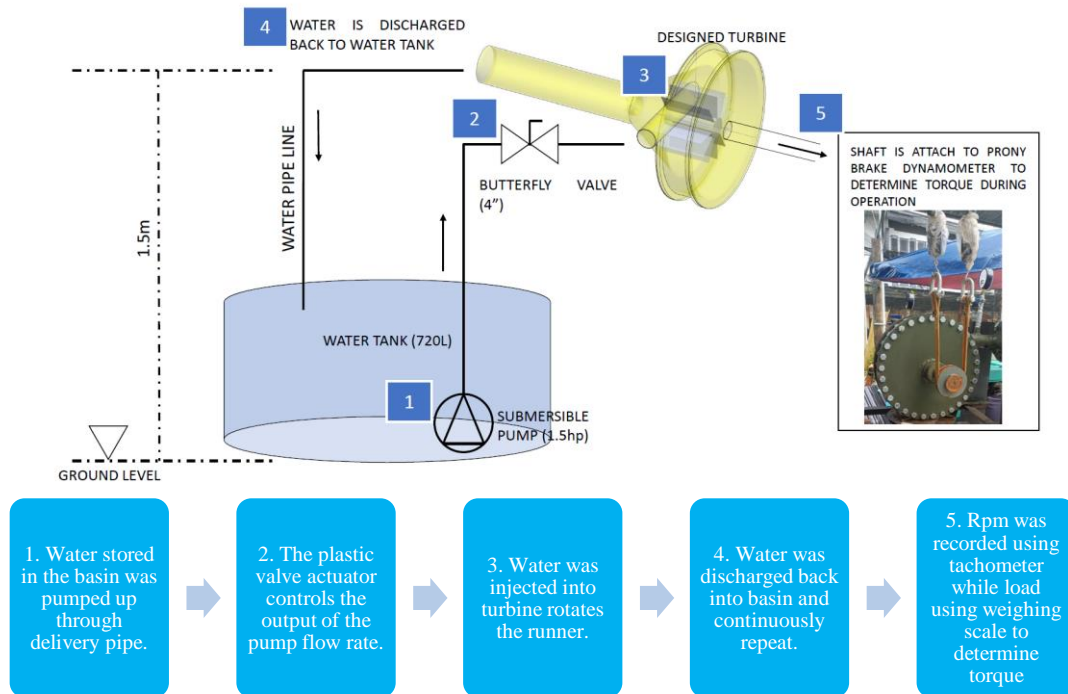 4
WATER IS DISCHARGED
BACK TO WATER TANK
DESIGNED TURBINE
3
2
5
1.5m
WATER PIPE LINE
BUTTERFLY VALVE
(4")
SHAFT IS ATTACH TO PRONY
BRAKE DYNAMOMETER TO
DETERMINE TORQUE DURING
OPERATION
WATER TANK (720L)
1
SUBMERSIBLE
PUMP (1.5hp)
GROUND LEVEL
1. Water stored
in the basin was
pumped up
through
delivery pipe.
2. The plastic
valve actuator
controls the
output of the
pump flow rate.
3. Water was
injected into
turbine rotates
the runner.
4. Water was
discharged back
into basin and
continuously
repeat.
5. Rpm was
recorded using
tachometer
while load
using weighing
scale to
determine
torque